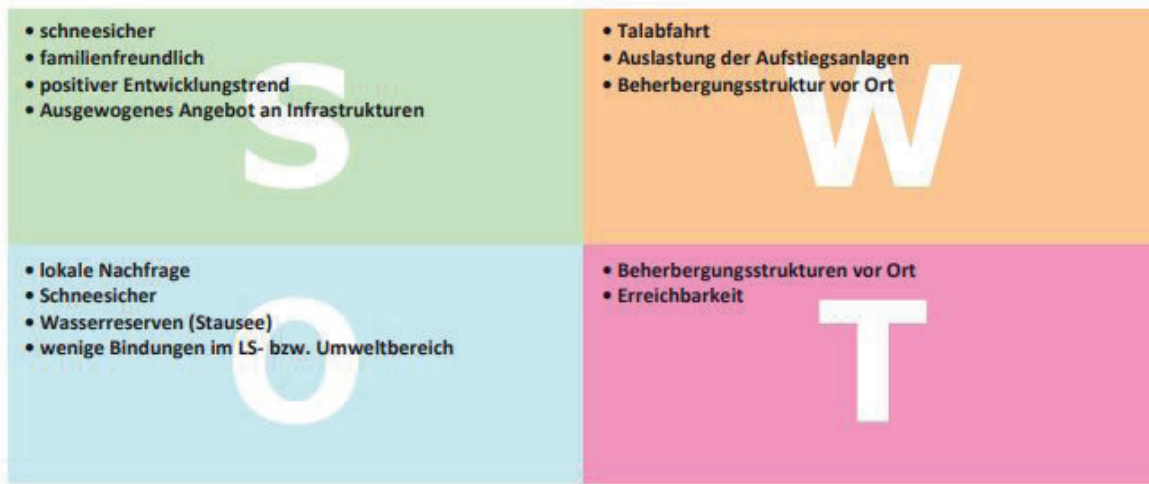 • schneesicher
• familienfreundlich
• positiver Entwicklungstrend
• Ausgewogenes Angebot an Infrastrukturen
S
• Talabfahrt
• Auslastung der Aufstiegsanlagen
• Beherbergungsstruktur vor Ort
W
• lokale Nachfrage
• Schneesicher
• Wasserreserven (Stausee)
• wenige Bindungen im LS- bzw. Umweltbereich
O
• Beherbergungsstrukturen vor Ort
• Erreichbarkeit
T